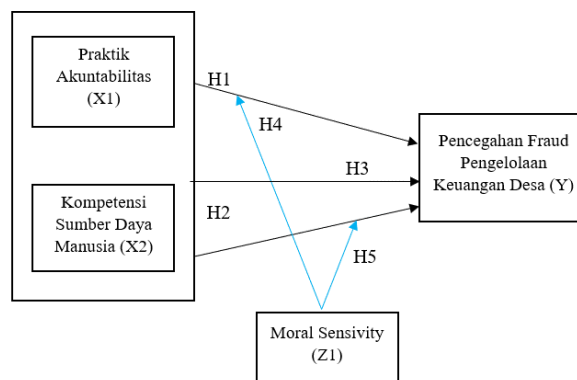 Praktik
Akuntabilitas
(X1)
H1
H4
Pencegahan Fraud
Pengelolaan
Keuangan Desa (Y)
H3
Kompetensi
Sumber Daya
Manusia (X2)
H2
H5
Moral Sensivity
(Z1)